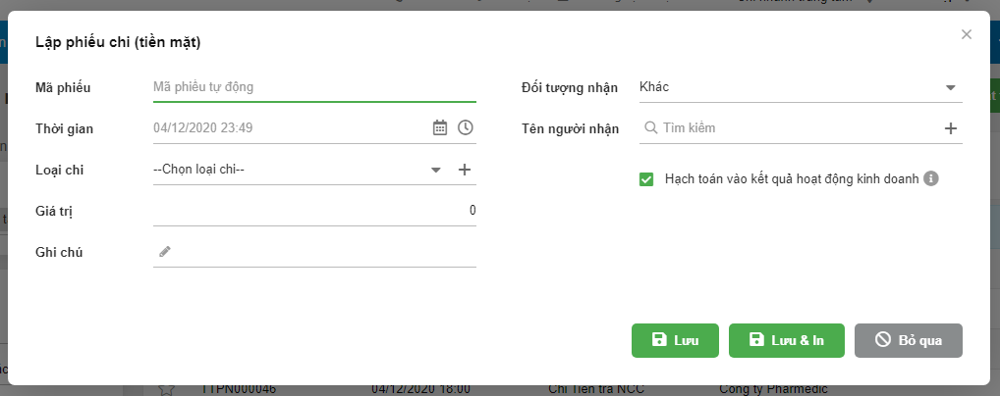 Lập phiếu chi (tiền mặt)
Mã phiếu
Mã phiếu tự động
Thời gian
04/12/2020 23:49
Loại chi
--Chọn loại chi--
Giá trị
0
Ghi chú
Đối tượng nhận
Khác
Tên người nhận
Tìm kiếm
Hạch toán vào kết quả hoạt động kinh doanh
Lưu
Lưu & In
Bỏ qua
TTPN000046 04/12/2020 18:00 Chi Tiền trả NCC Công ty Pharmedic